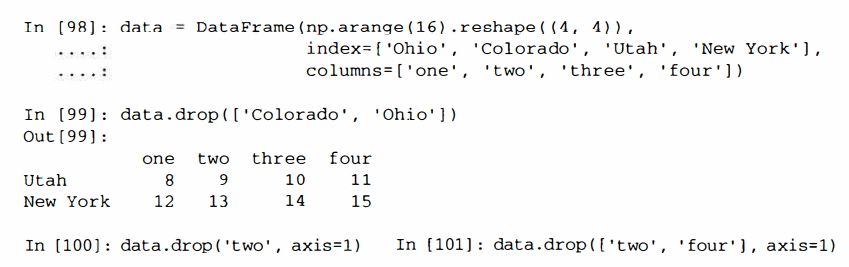 In [98]: data = DataFrame(np.arange(16).reshape((4, 4)),
....: index=['Ohio', 'Colorado', 'Utah', 'New York'],
....: columns=['one', 'two', 'three', 'four'])
In [99]: data.drop(['Colorado', 'Ohio'])
Out[99]:
one two three four
Utah 8 9 10 11
New York 12 13 14 15
In [100]: data.drop('two', axis=1) In [101]: data.drop(['two', 'four'], axis=1)